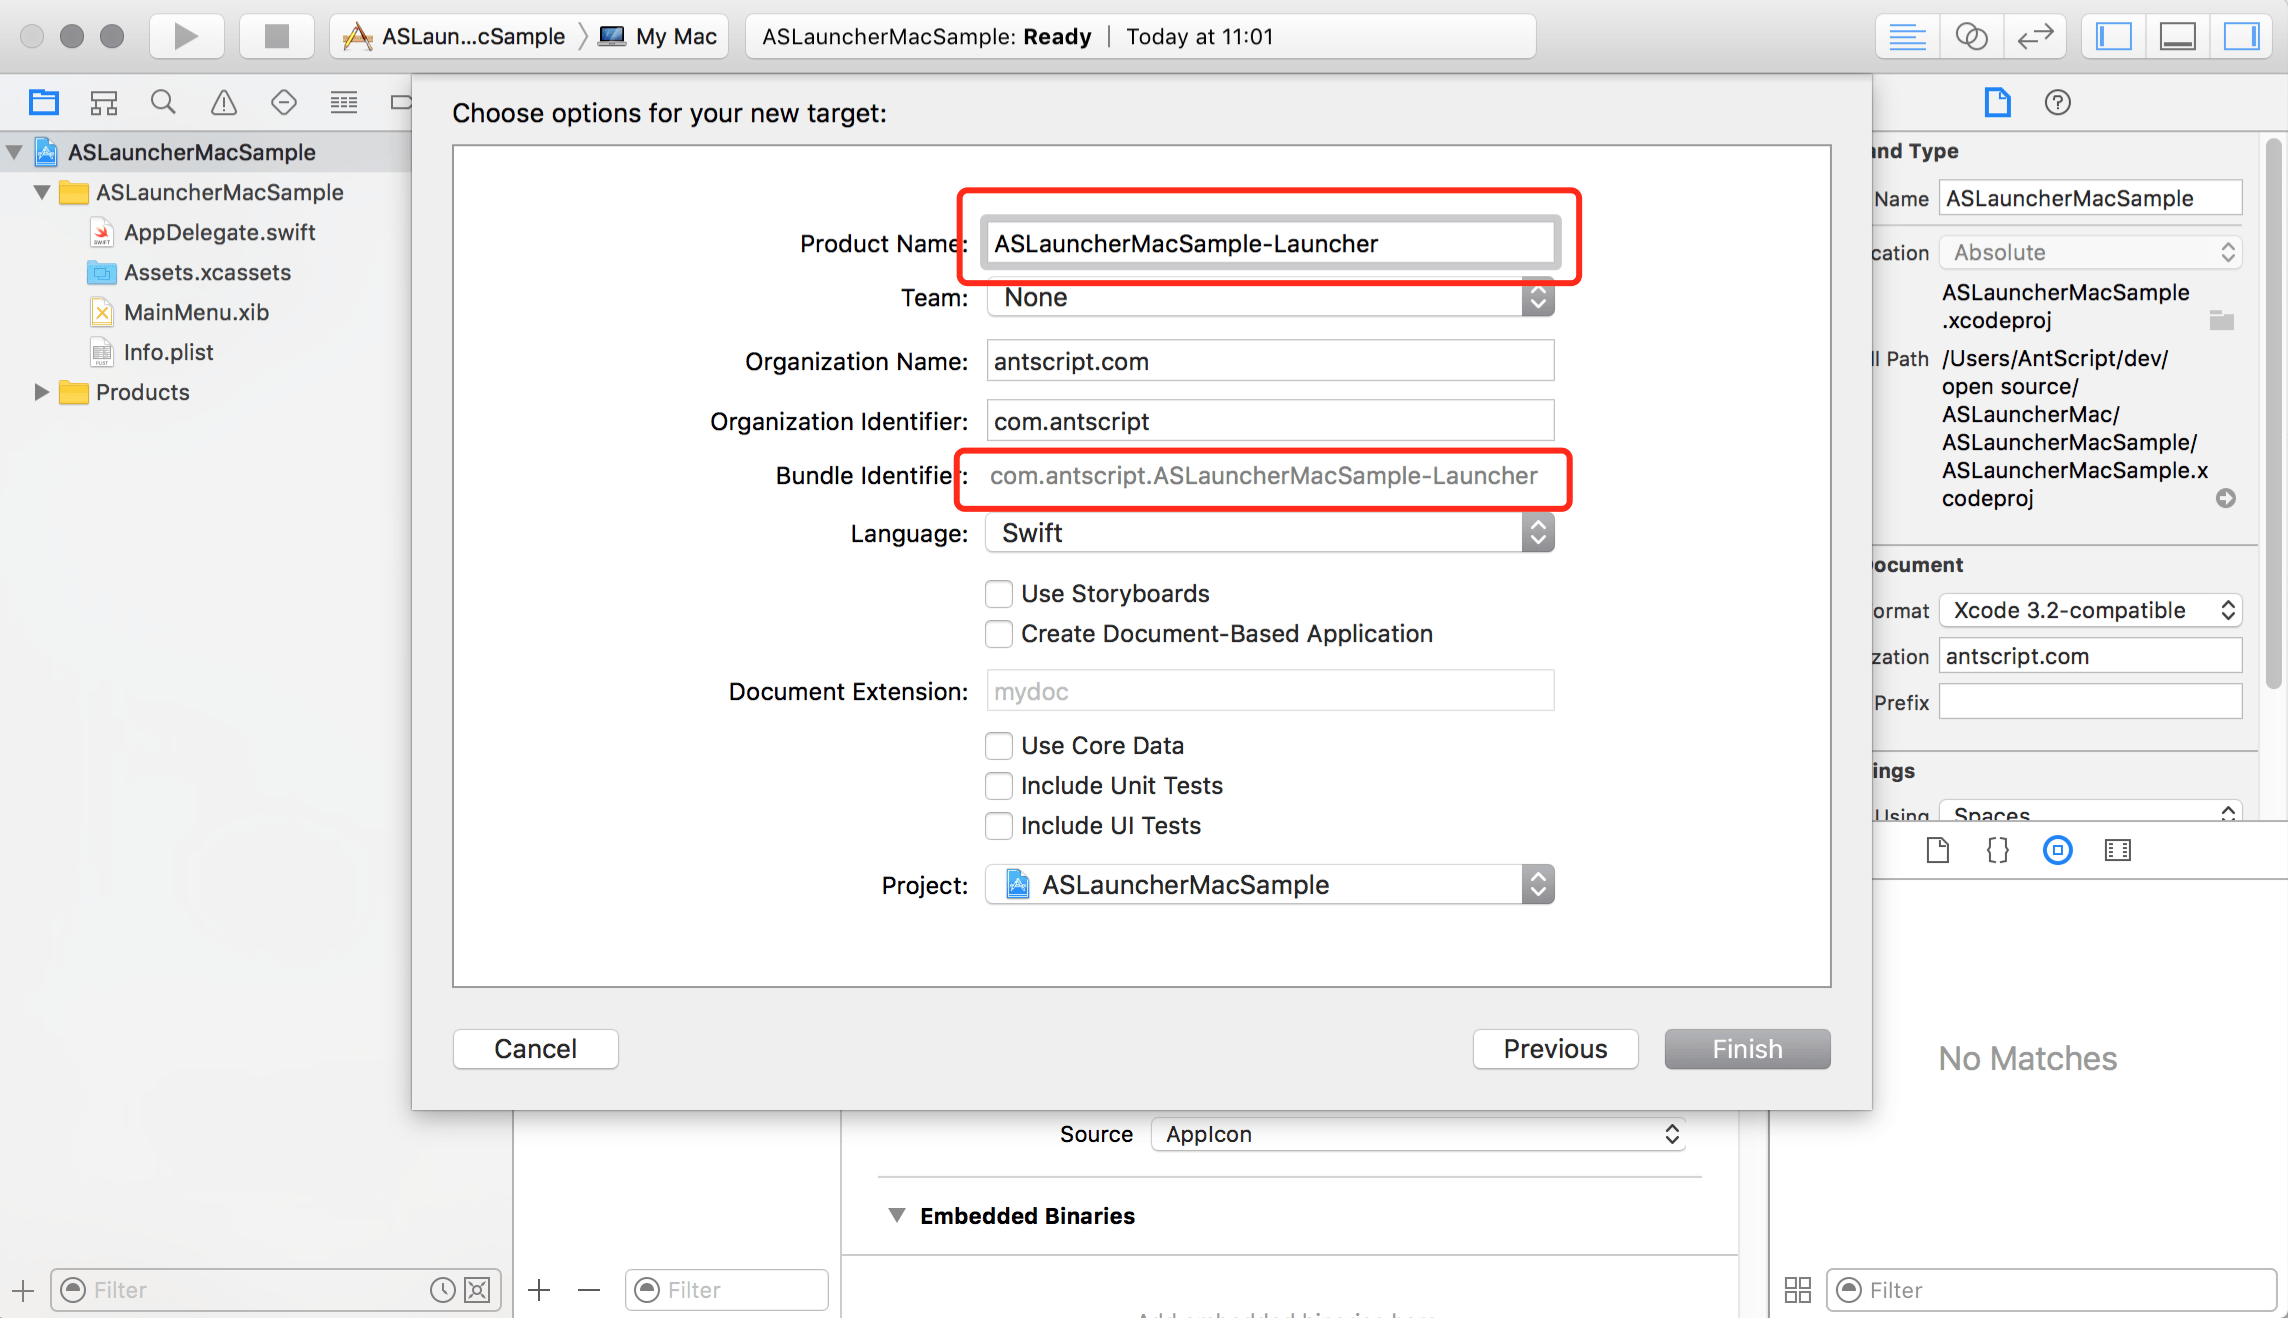 ASLaun...cSample
My Mac
ASLauncherMacSample: Ready | Today at 11:01
Choose options for your new target:
ASLauncherMacSample
ASLauncherMacSample
AppDelegate.swift
Assets.xcassets
MainMenu.xib
Info.plist
Products
Product Name: ASLauncherMacSample-Launcher
Team: None
Organization Name: antscript.com
Organization Identifier: com.antscript
Bundle Identifier: com.antscript.ASLauncherMacSample-Launcher
Language: Swift
Use Storyboards
Create Document-Based Application
Document Extension: mydoc
Use Core Data
Include Unit Tests
Include UI Tests
Project: ASLauncherMacSample
Cancel
Previous
Finish
and Type
Name ASLauncherMacSample
cation Absolute
ASLauncherMacSample
.xcodeproj
ll Path /Users/AntScript/dev/
open source/
ASLauncherMac/
ASLauncherMacSample/
ASLauncherMacSample.x
codeproj
ocument
ormat Xcode 3.2-compatible
zation antscript.com
Prefix
ings
Using Spaces
No Matches
Source AppIcon
Embedded Binaries
Filter
Filter
Filter